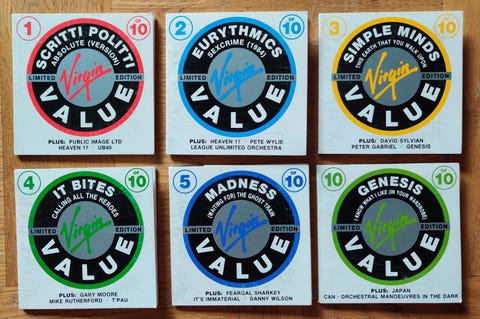 1 OF 10
SCRITTI POLITTI
ABSOLUTE (VERSION)
LIMITED Virgin EDITION
VALUE
PLUS: PUBLIC IMAGE LTD
HEAVEN 17 · UB40
2 OF 10
EURYTHMICS
SEXCRIME (1984)
LIMITED Virgin EDITION
VALUE
PLUS: HEAVEN 17 · PETE WYLIE
LEAGUE UNLIMITED ORCHESTRA
3 OF 10
SIMPLE MINDS
THIS EARTH THAT YOU WALK UPON
LIMITED Virgin EDITION
VALUE
PLUS: DAVID SYLVIAN
PETER GABRIEL · GENESIS
4 OF 10
IT BITES
CALLING ALL THE HEROES
LIMITED Virgin EDITION
VALUE
PLUS: GARY MOORE
MIKE RUTHERFORD · T'PAU
5 OF 10
MADNESS
(WAITING FOR) THE GHOST TRAIN
LIMITED Virgin EDITION
VALUE
PLUS: FEARGAL SHARKEY
IT'S IMMATERIAL · DANNY WILSON
10 OF 10
GENESIS
I KNOW WHAT I LIKE (IN YOUR WARDROBE)
LIMITED Virgin EDITION
VALUE
PLUS: JAPAN
CAN · ORCHESTRAL MANOEUVRES IN THE DARK